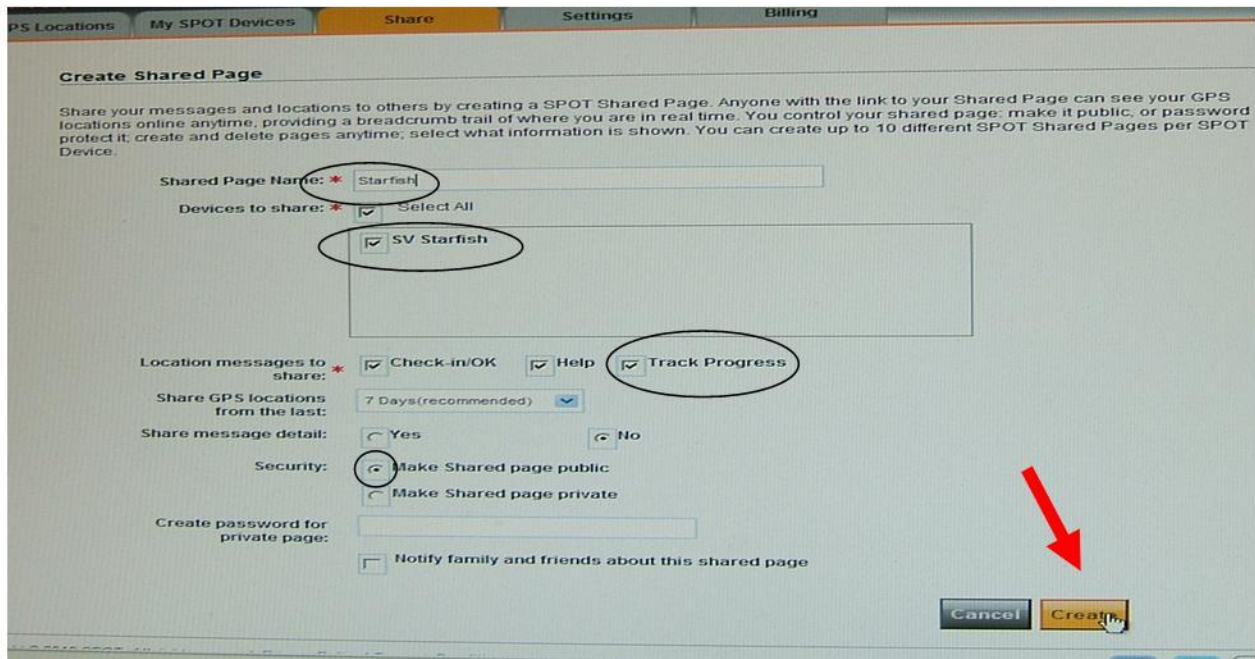 PS Locations My SPOT Devices Share Settings Billing
Create Shared Page
Share your messages and locations to others by creating a SPOT Shared Page. Anyone with the link to your Shared Page can see your GPS
locations online anytime, providing a breadcrumb trail of where you are in real time. You control your shared page: make it public, or password
protect it; create and delete pages anytime; select what information is shown. You can create up to 10 different SPOT Shared Pages per SPOT
Device.
Shared Page Name: * Starfish
Devices to share: * Select All
SV Starfish
Location messages to share: * Check-in/OK Help Track Progress
Share GPS locations from the last: 7 Days(recommended)
Share message detail: Yes No
Security: Make Shared page public
Make Shared page private
Create password for private page:
Notify family and friends about this shared page
Cancel Create